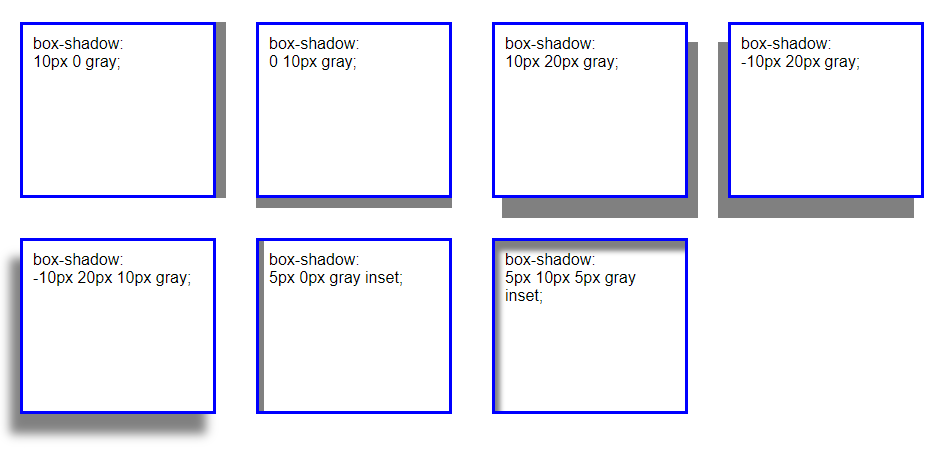 box-shadow:
10px 0 gray;
box-shadow:
0 10px gray;
box-shadow:
10px 20px gray;
box-shadow:
-10px 20px gray;
box-shadow:
-10px 20px 10px gray;
box-shadow:
5px 0px gray inset;
box-shadow:
5px 10px 5px gray
inset;